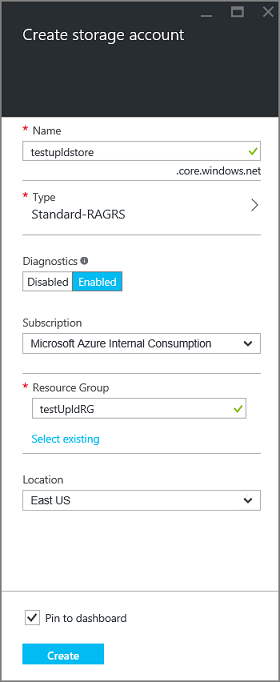 Create storage account
* Name
testupldstore
.core.windows.net
* Type
Standard-RAGRS
Diagnostics
Disabled Enabled
Subscription
Microsoft Azure Internal Consumption
* Resource Group
testUpldRG
Select existing
Location
East US
Pin to dashboard
Create